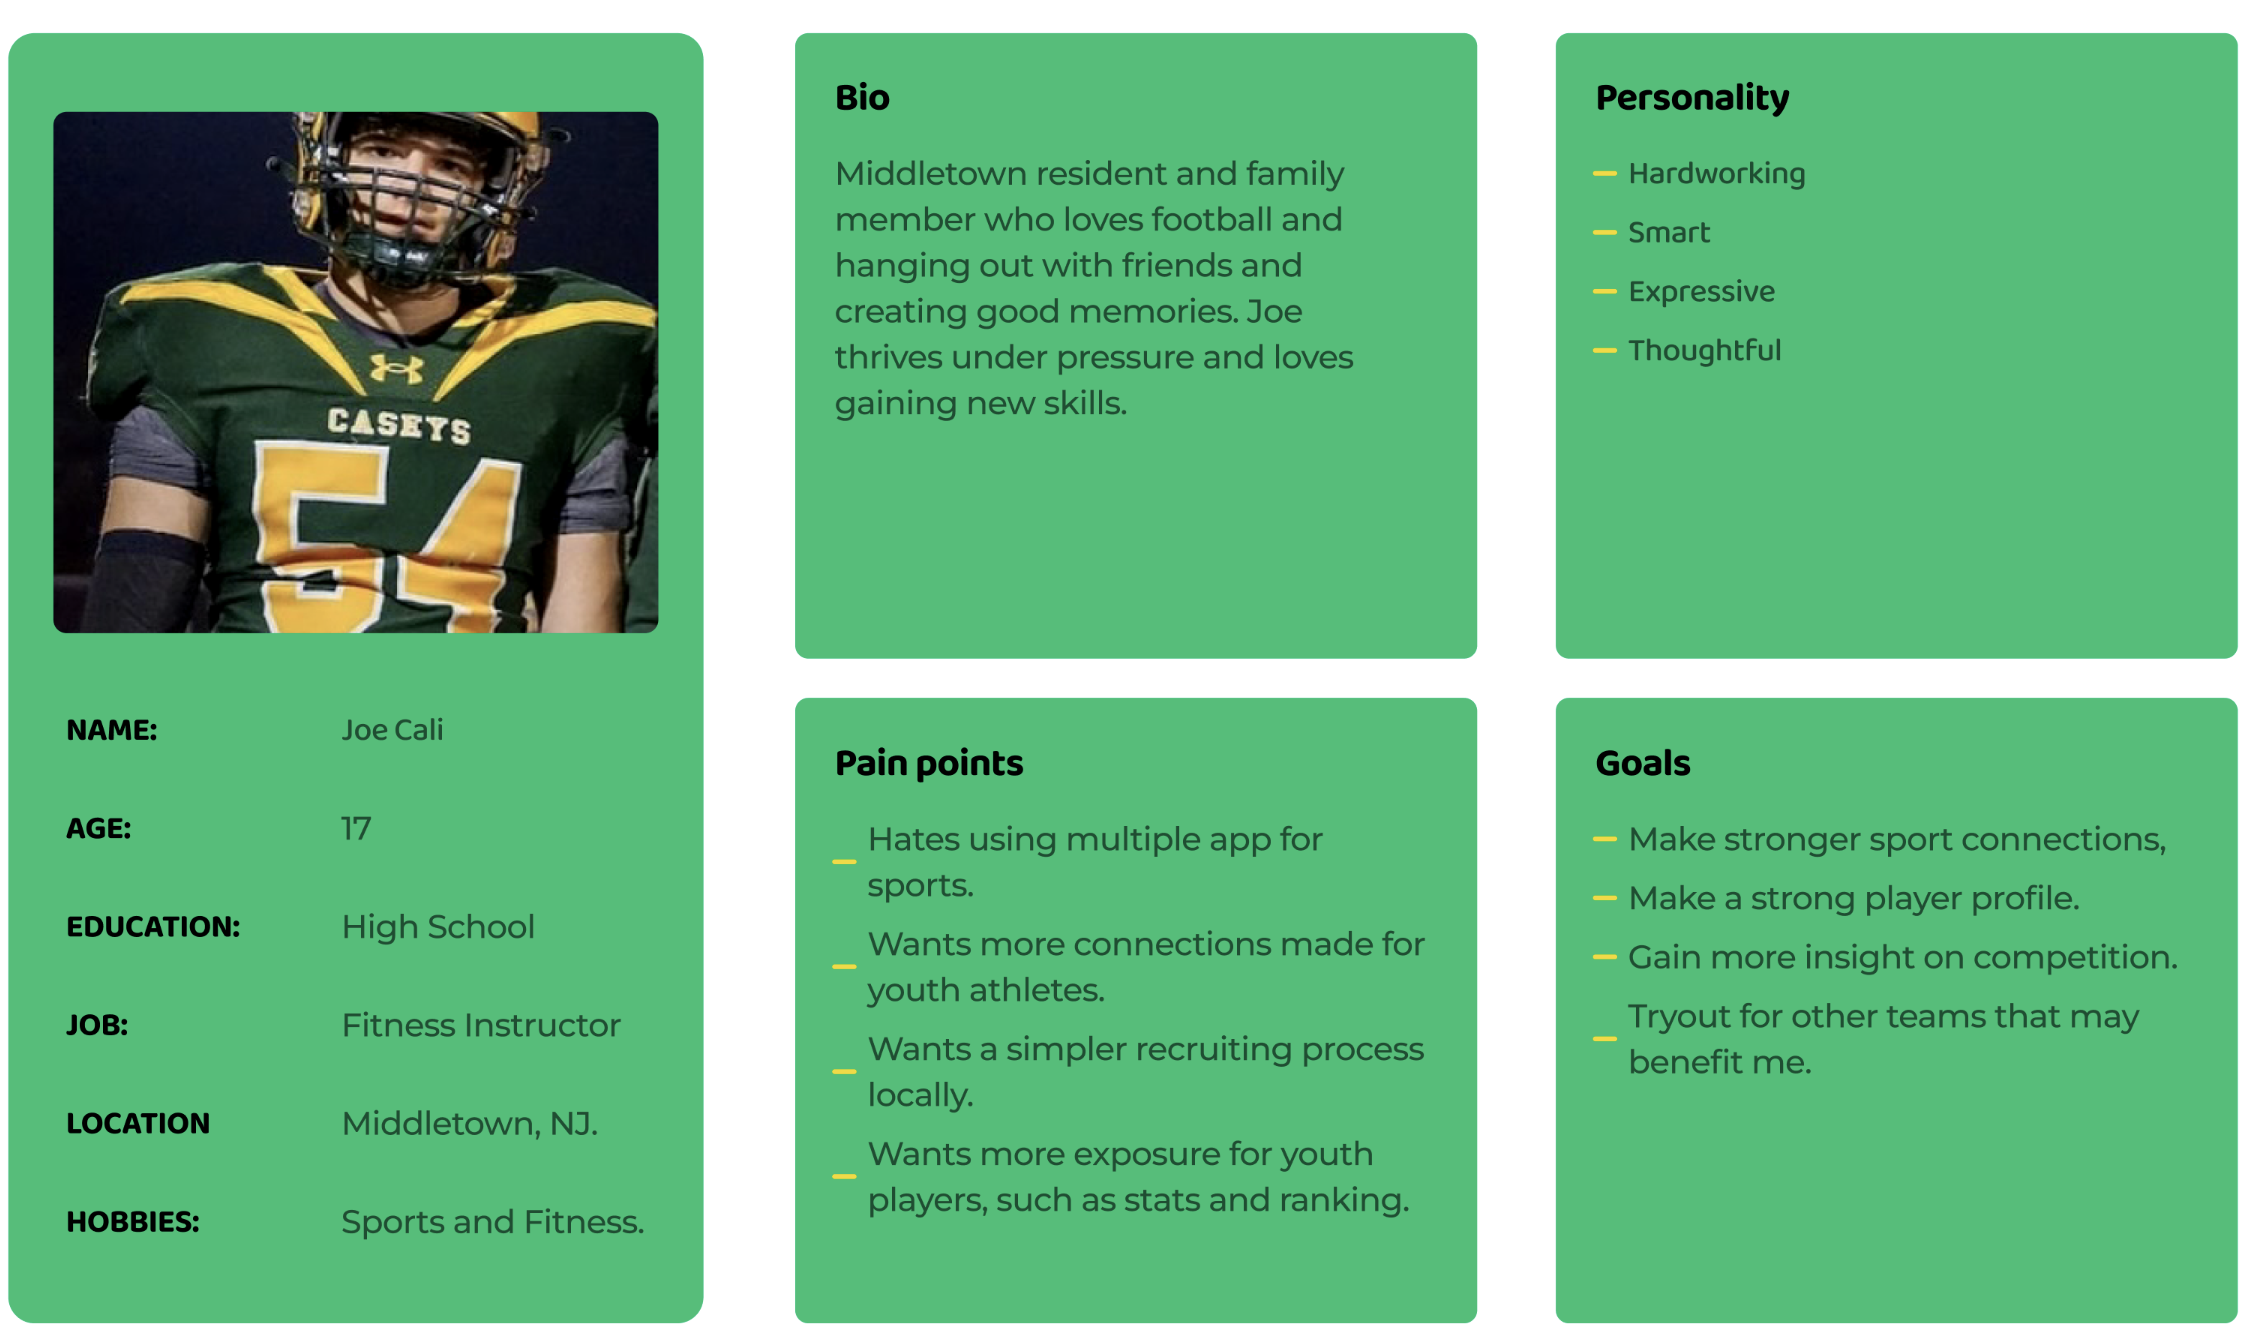 CASEYS
54
NAME: Joe Cali
AGE: 17
EDUCATION: High School
JOB: Fitness Instructor
LOCATION Middletown, NJ.
HOBBIES: Sports and Fitness.
Bio
Middletown resident and family
member who loves football and
hanging out with friends and
creating good memories. Joe
thrives under pressure and loves
gaining new skills.
Personality
Hardworking
Smart
Expressive
Thoughtful
Pain points
Hates using multiple app for
sports.
Wants more connections made for
youth athletes.
Wants a simpler recruiting process
locally.
Wants more exposure for youth
players, such as stats and ranking.
Goals
Make stronger sport connections,
Make a strong player profile.
Gain more insight on competition.
Tryout for other teams that may
benefit me.